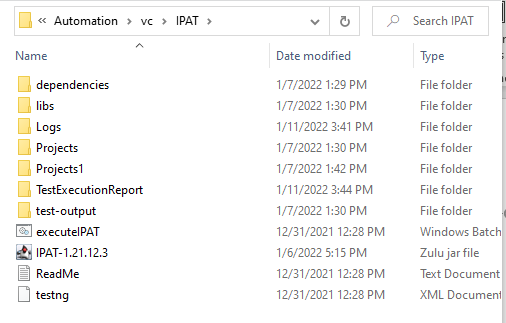 « Automation > vc > IPAT > Search IPAT
Name Date modified Type
dependencies 1/7/2022 1:29 PM File folder
libs 1/7/2022 1:30 PM File folder
Logs 1/11/2022 3:41 PM File folder
Projects 1/7/2022 1:30 PM File folder
Projects1 1/7/2022 1:42 PM File folder
TestExecutionReport 1/11/2022 3:44 PM File folder
test-output 1/7/2022 1:30 PM File folder
executeIPAT 12/31/2021 12:28 PM Windows Batch
IPAT-1.21.12.3 1/6/2022 5:15 PM Zulu jar file
ReadMe 12/31/2021 12:28 PM Text Document
testng 12/31/2021 12:28 PM XML Document